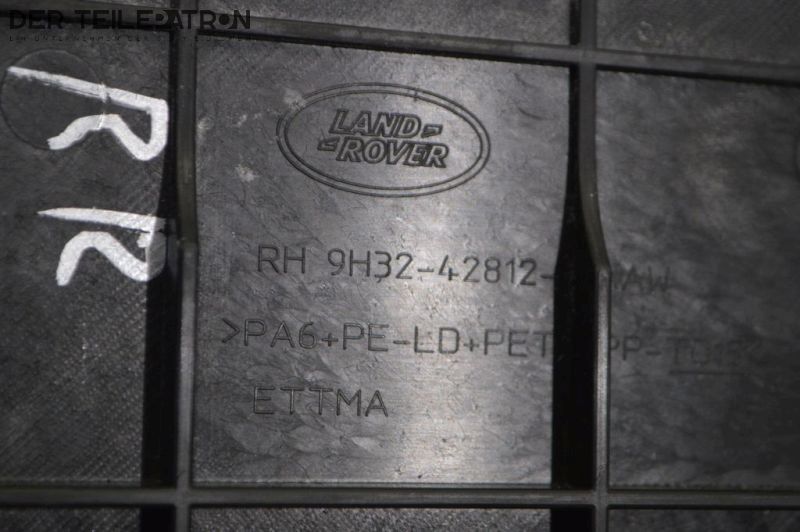 DER TEILEPATRON
LAND
ROVER
RR
RH 9H32-42812-
>PA6+PE-LD+PET
ETTMA